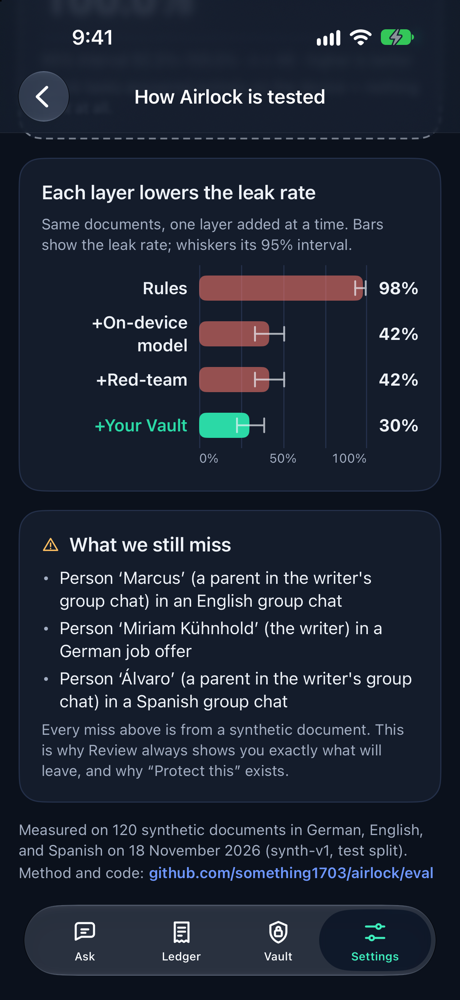 9:41
How Airlock is tested
Each layer lowers the leak rate
Same documents, one layer added at a time. Bars
show the leak rate; whiskers its 95% interval.
Rules 98%
+On-device
model 42%
+Red-team 42%
+Your Vault 30%
0% 50% 100%
What we still miss
• Person ‘Marcus’ (a parent in the writer's
group chat) in an English group chat
• Person ‘Miriam Kühnhold’ (the writer) in a
German job offer
• Person ‘Álvaro’ (a parent in the writer's group
chat) in a Spanish group chat
Every miss above is from a synthetic document. This
is why Review always shows you exactly what will
leave, and why “Protect this” exists.
Measured on 120 synthetic documents in German, English,
and Spanish on 18 November 2026 (synth-v1, test split).
Method and code: github.com/something1703/airlock/eval
Ask Ledger Vault Settings